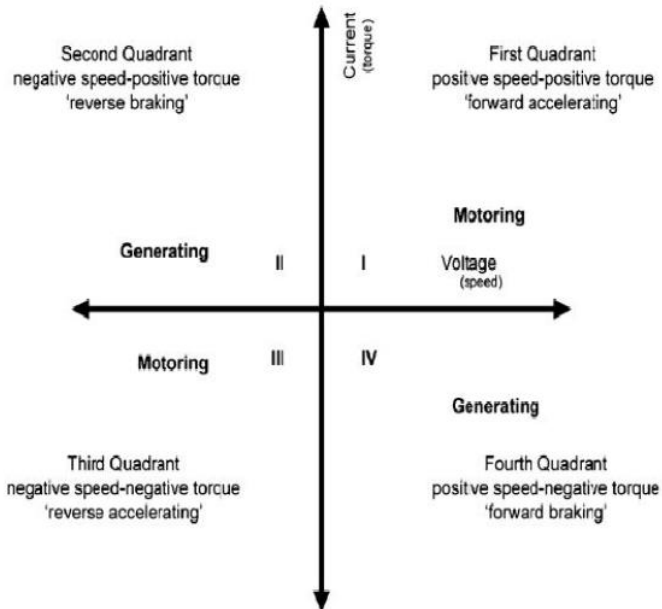 Second Quadrant
negative speed-positive torque
'reverse braking'
Current
(torque)
First Quadrant
positive speed-positive torque
'forward accelerating'
Motoring
Generating
II
I
Voltage
(speed)
Motoring
III
IV
Generating
Third Quadrant
negative speed-negative torque
'reverse accelerating'
Fourth Quadrant
positive speed-negative torque
'forward braking'